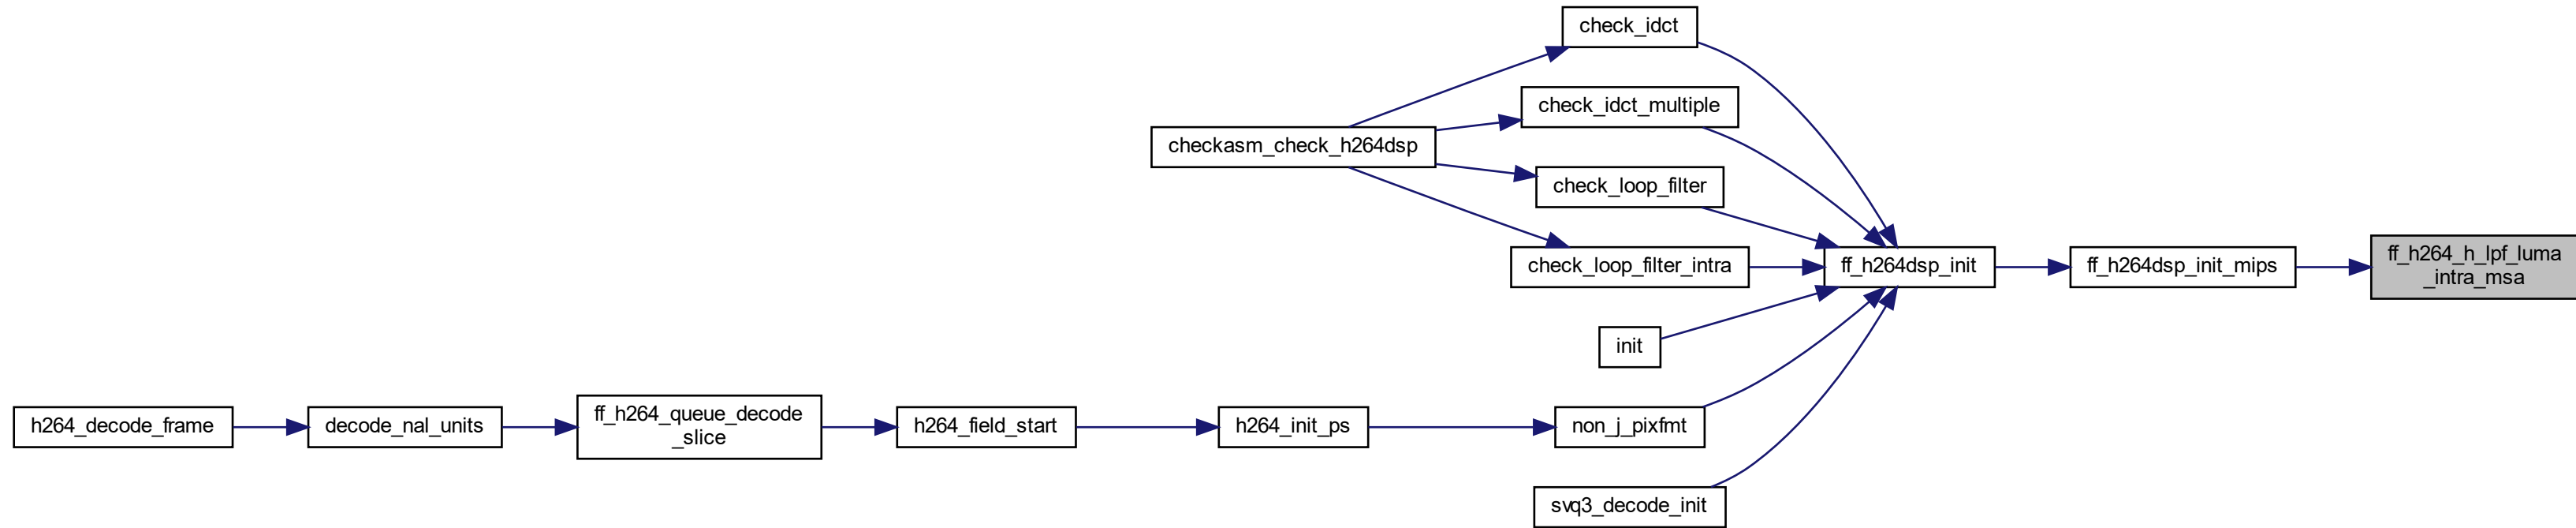 check_idct
check_idct_multiple
checkasm_check_h264dsp
check_loop_filter
check_loop_filter_intra
ff_h264dsp_init
ff_h264dsp_init_mips
ff_h264_h_lpf_luma
_intra_msa
init
h264_decode_frame
decode_nal_units
ff_h264_queue_decode
_slice
h264_field_start
h264_init_ps
non_j_pixfmt
svq3_decode_init